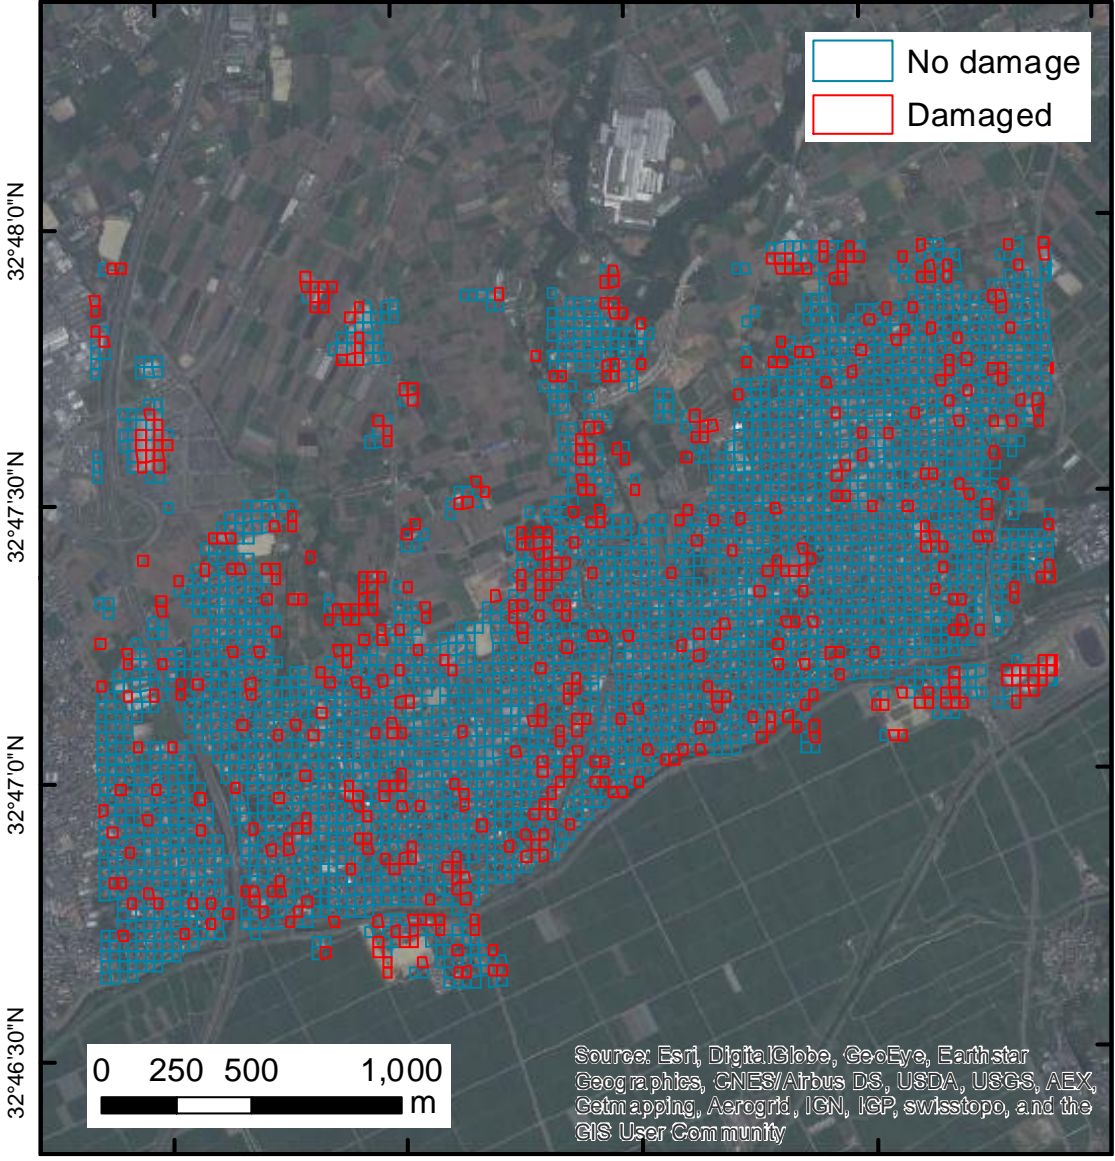 No damage
Damaged
32°48'0"N
32°47'30"N
32°47'0"N
32°46'30"N
0 250 500 1,000
m
Source: Esri, DigitalGlobe, GeoEye, Earthstar
Geographics, CNES/Airbus DS, USDA, USGS, AEX,
Getmapping, Aerogrid, IGN, IGP, swisstopo, and the
GIS User Community